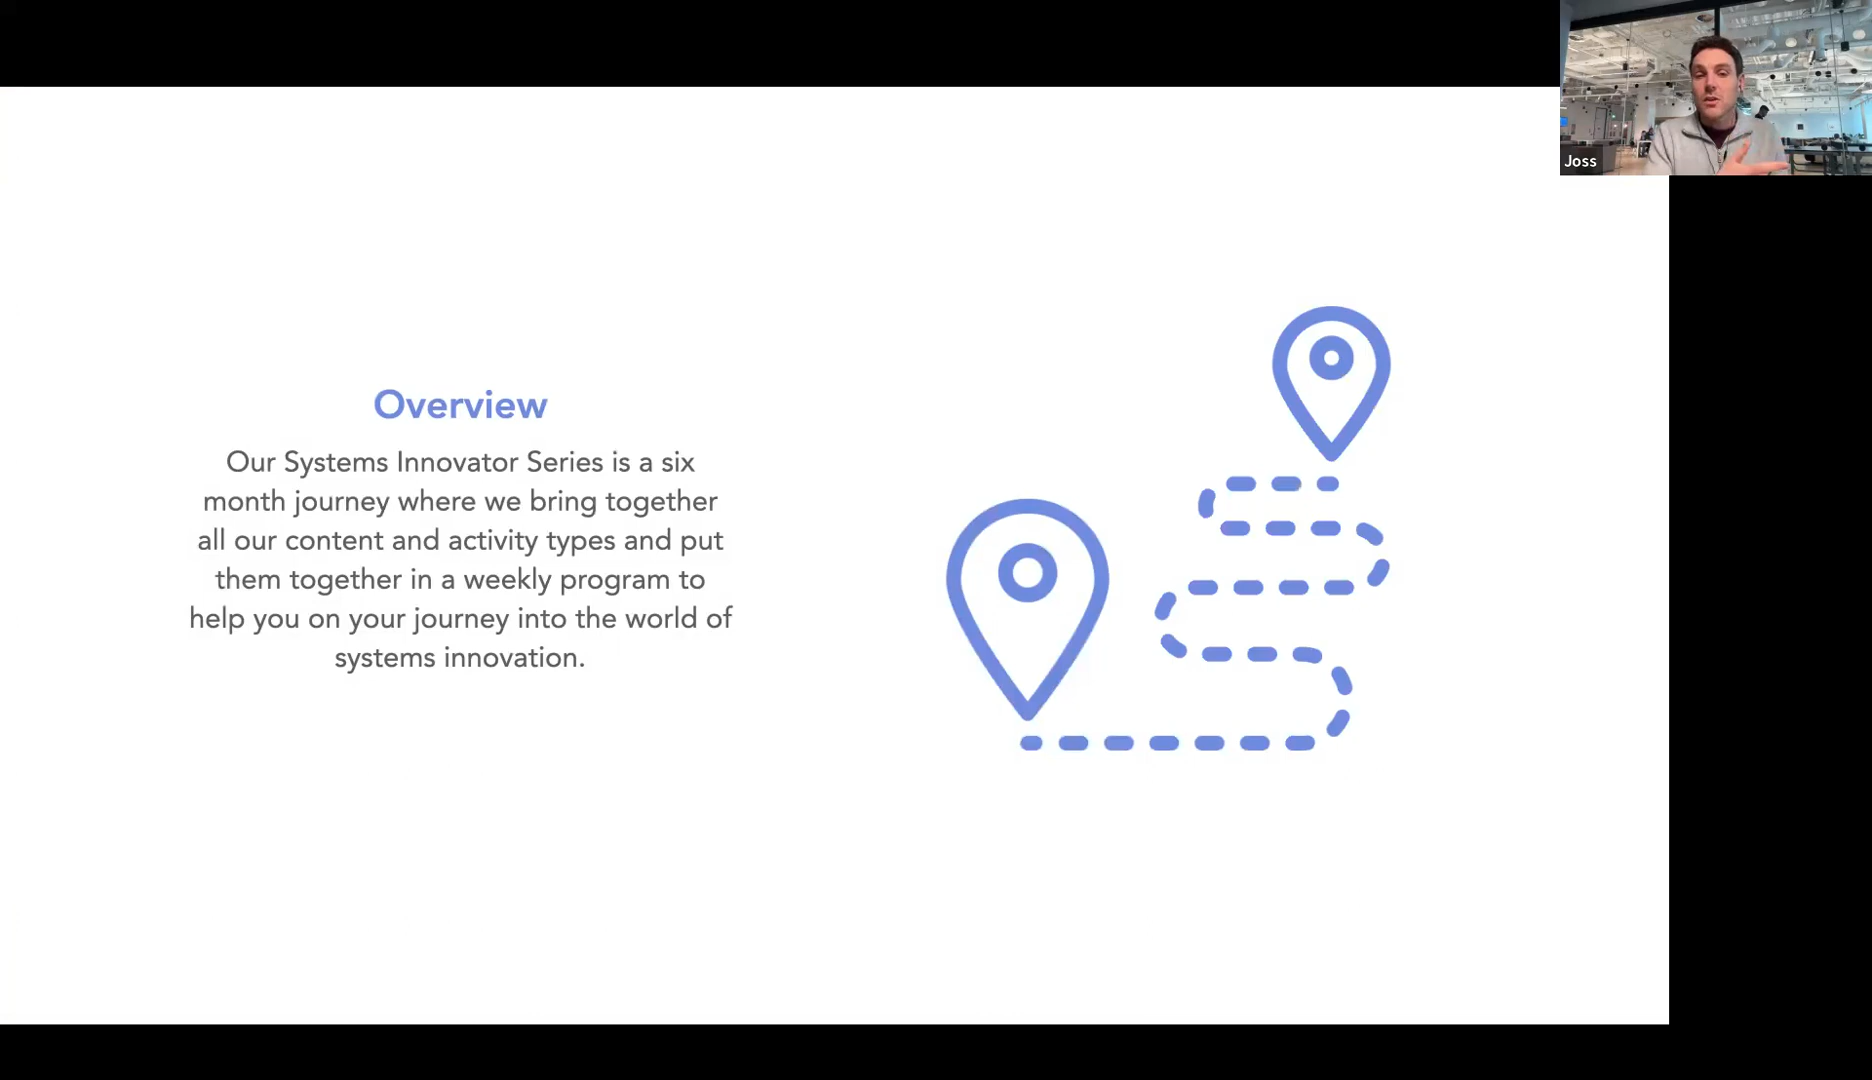 Joss
Overview
Our Systems Innovator Series is a six
month journey where we bring together
all our content and activity types and put
them together in a weekly program to
help you on your journey into the world of
systems innovation.